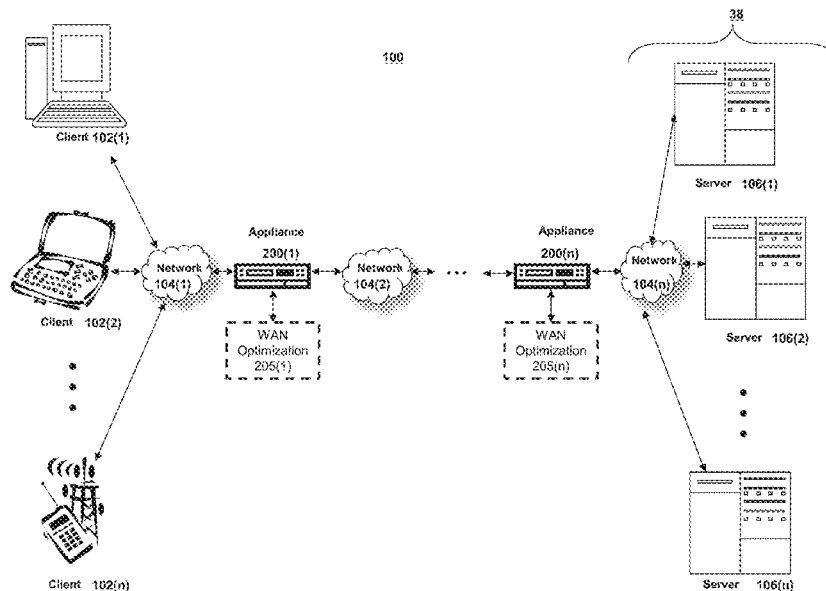 38
100
Client 102(1)
Server 106(1)
Appliance
200(1)
Appliance
200(n)
Network
104(1)
Network
104(2)
Network
104(n)
Client 102(2)
WAN
Optimization
205(1)
WAN
Optimization
205(n)
Server 106(2)
Client 102(n)
Server 106(n)